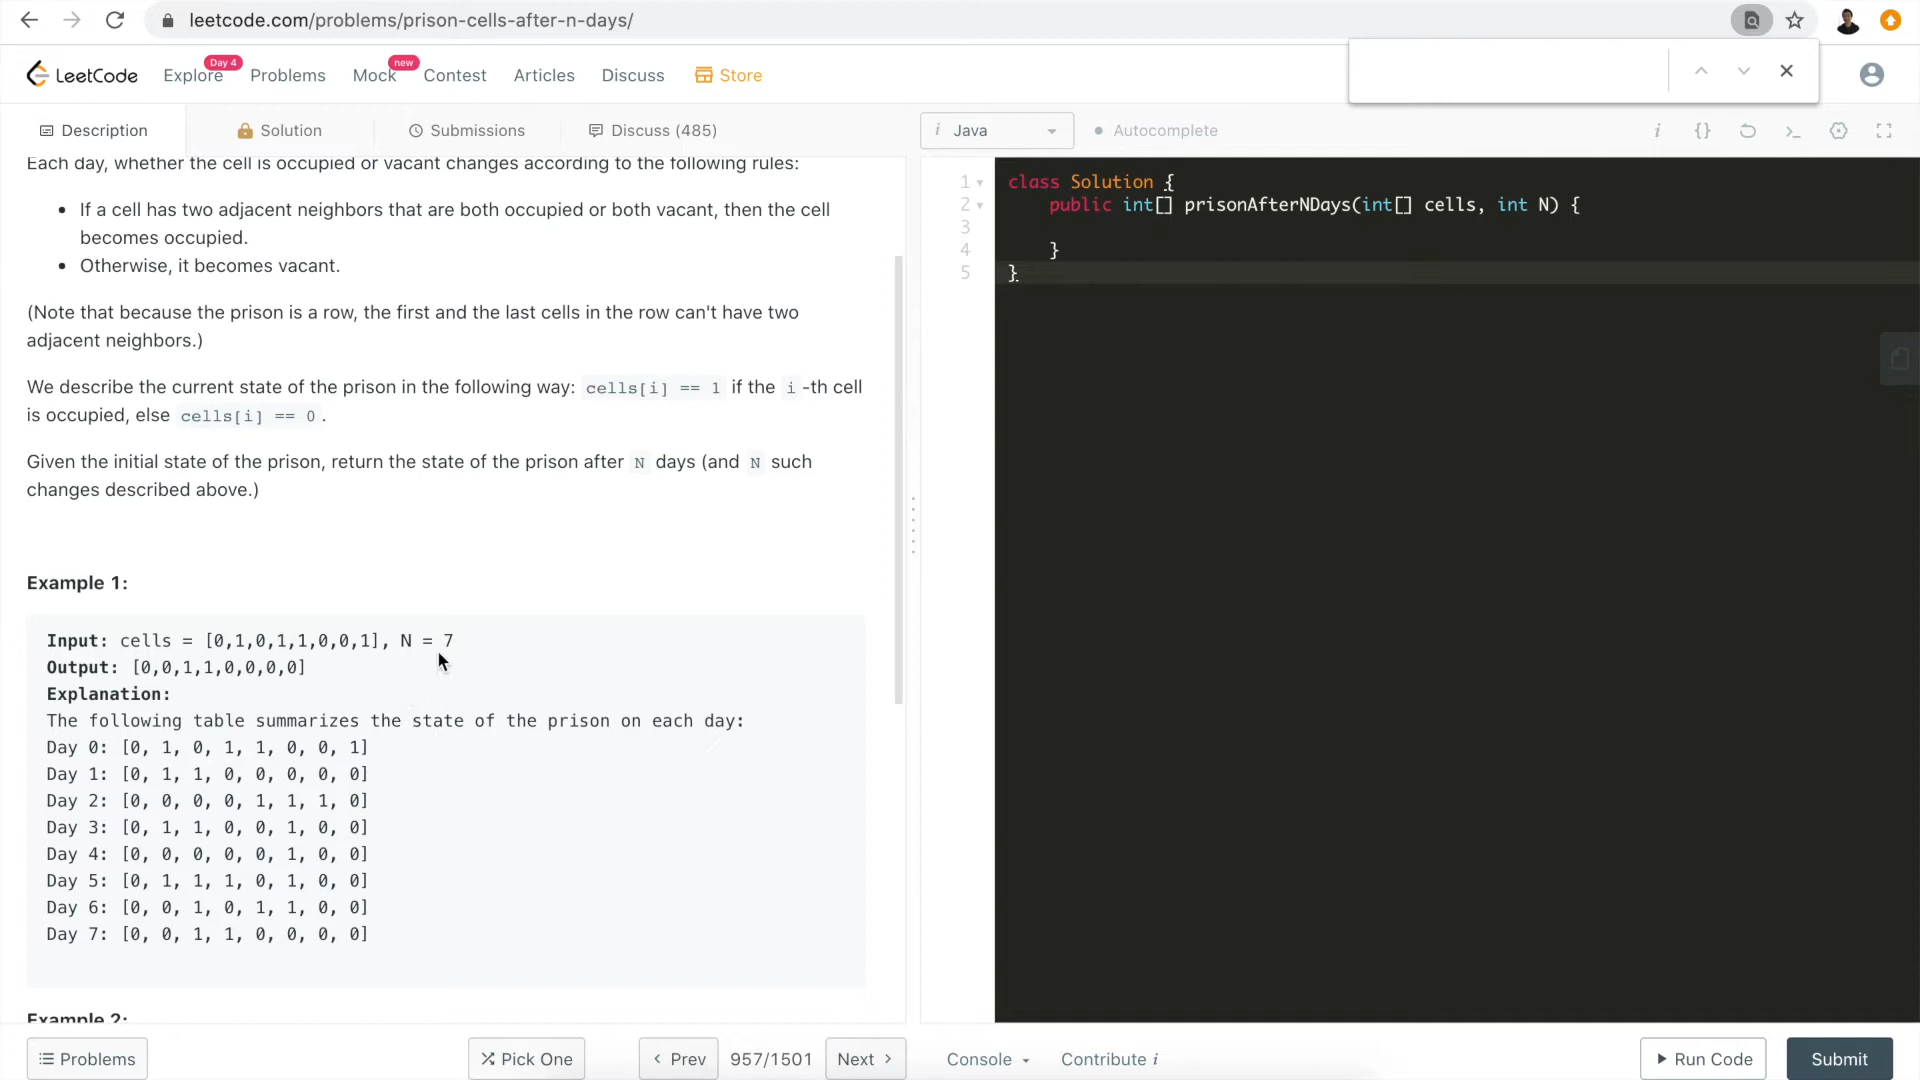 leetcode.com/problems/prison-cells-after-n-days/
LeetCode
Explore
Day 4
Problems
Mock
new
Contest
Articles
Discuss
Store
Description
Solution
Submissions
Discuss (485)
i Java
Autocomplete
Each day, whether the cell is occupied or vacant changes according to the following rules:
• If a cell has two adjacent neighbors that are both occupied or both vacant, then the cell
becomes occupied.
• Otherwise, it becomes vacant.
(Note that because the prison is a row, the first and the last cells in the row can't have two
adjacent neighbors.)
We describe the current state of the prison in the following way: cells[i] == 1 if the i -th cell
is occupied, else cells[i] == 0 .
Given the initial state of the prison, return the state of the prison after N days (and N such
changes described above.)
Example 1:
Input: cells = [0,1,0,1,1,0,0,1], N = 7
Output: [0,0,1,1,0,0,0,0]
Explanation:
The following table summarizes the state of the prison on each day:
Day 0: [0, 1, 0, 1, 1, 0, 0, 1]
Day 1: [0, 1, 1, 0, 0, 0, 0, 0]
Day 2: [0, 0, 0, 0, 1, 1, 1, 0]
Day 3: [0, 1, 1, 0, 0, 1, 0, 0]
Day 4: [0, 0, 0, 0, 0, 1, 0, 0]
Day 5: [0, 1, 1, 1, 0, 1, 0, 0]
Day 6: [0, 0, 1, 0, 1, 1, 0, 0]
Day 7: [0, 0, 1, 1, 0, 0, 0, 0]
Example 2:
1 class Solution {
2 public int[] prisonAfterNDays(int[] cells, int N) {
3
4 }
5 }
Problems
Pick One
Prev
957/1501
Next
Console
Contribute i
Run Code
Submit